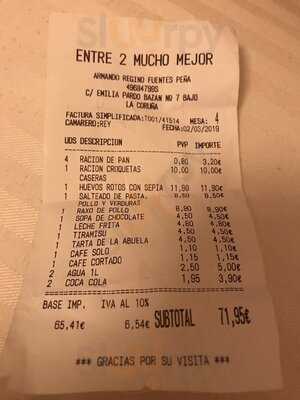 ENTRE 2 MUCHO MEJOR
ARMANDO REGINO FUENTES PEÑA
49684799S
C/ EMILIA PARDO BAZAN NO 7 BAJO
LA CORUÑA
FACTURA SIMPLIFICADA:T001/41514 MESA: 4
CAMARERO:REY FECHA:02/03/2019
UDS DESCRIPCION PVP IMPORTE
4 RACION DE PAN 0,80 3,20€
1 RACION CROQUETAS 10,00 10,00€
CASERAS
1 HUEVOS ROTOS CON SEPIA 11,90 11,90€
1 SALTEADO DE PASTA,
POLLO Y VERDURAS
1 RAXO DE POLLO 8,90 8,90€
1 SOPA DE CHOCOLATE 4,50 4,50€
1 LECHE FRITA 4,80
1 TIRAMISU 4,50 4,50€
1 TARTA DE LA ABUELA 4,50 4,50€
1 CAFE SOLO 1,10 1,10€
1 CAFE CORTADO 1,15 1,15€
2 AGUA 1L 2,50 5,00€
2 COCA COLA 1,95 3,90€
BASE IMP. IVA AL 10%
65,41€ 6,54€ SUBTOTAL 71,95€
*** GRACIAS POR SU VISITA ***